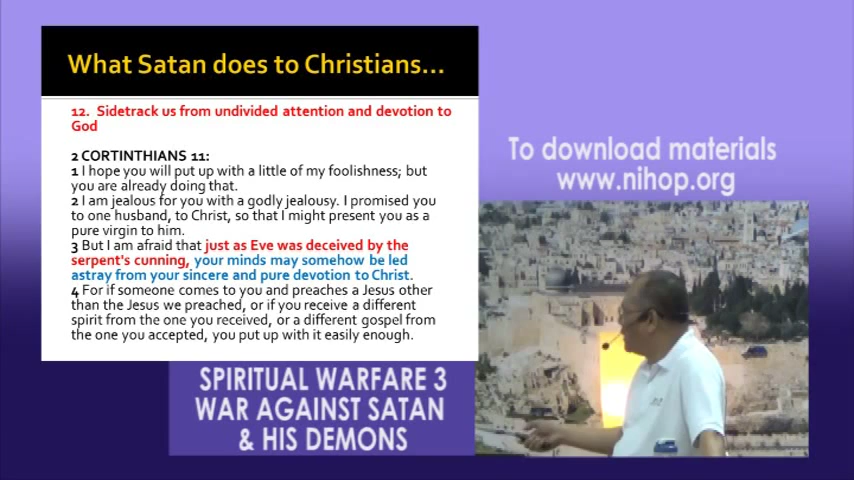 What Satan does to Christians...
12. Sidetrack us from undivided attention and devotion to
God
2 CORTINTHIANS 11:
1 I hope you will put up with a little of my foolishness; but
you are already doing that.
2 I am jealous for you with a godly jealousy. I promised you
to one husband, to Christ, so that I might present you as a
pure virgin to him.
3 But I am afraid that just as Eve was deceived by the
serpent's cunning, your minds may somehow be led
astray from your sincere and pure devotion to Christ.
4 For if someone comes to you and preaches a Jesus other
than the Jesus we preached, or if you receive a different
spirit from the one you received, or a different gospel from
the one you accepted, you put up with it easily enough.
To download materials
www.nihop.org
SPIRITUAL WARFARE 3
WAR AGAINST SATAN
& HIS DEMONS